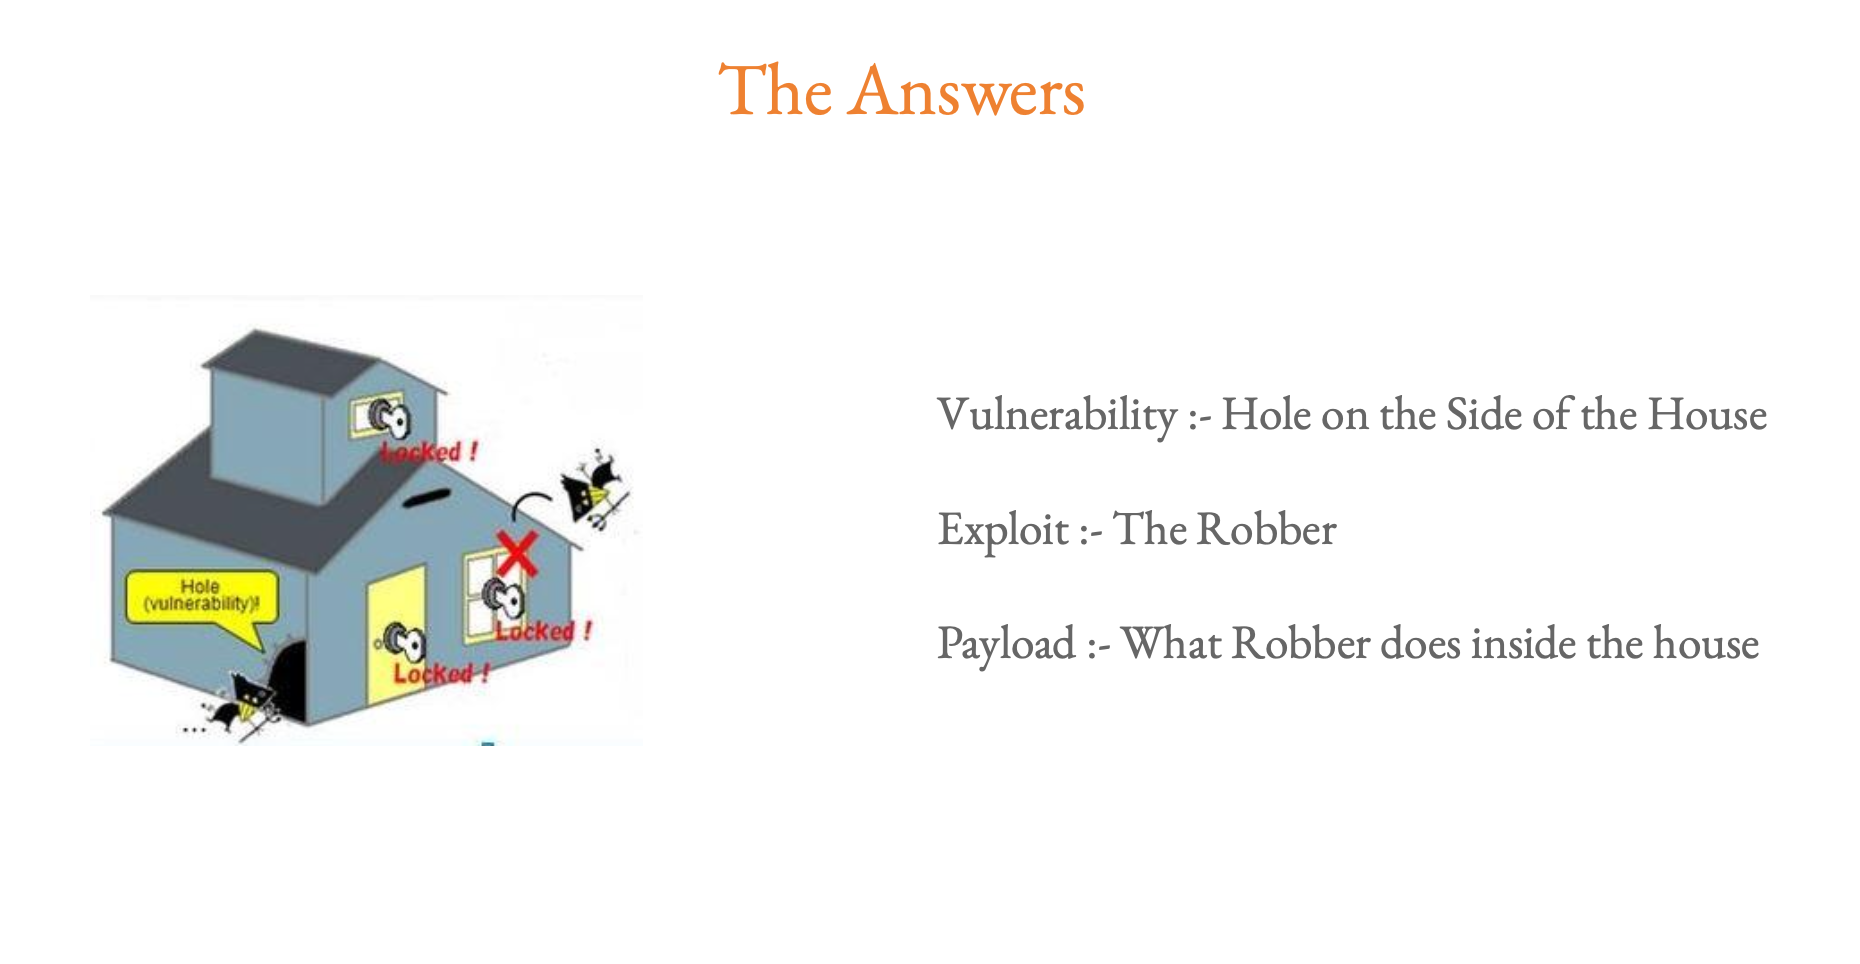 The Answers
Locked !
Hole
(vulnerability)!
Locked !
Locked !
Vulnerability :- Hole on the Side of the House
Exploit :- The Robber
Payload :- What Robber does inside the house